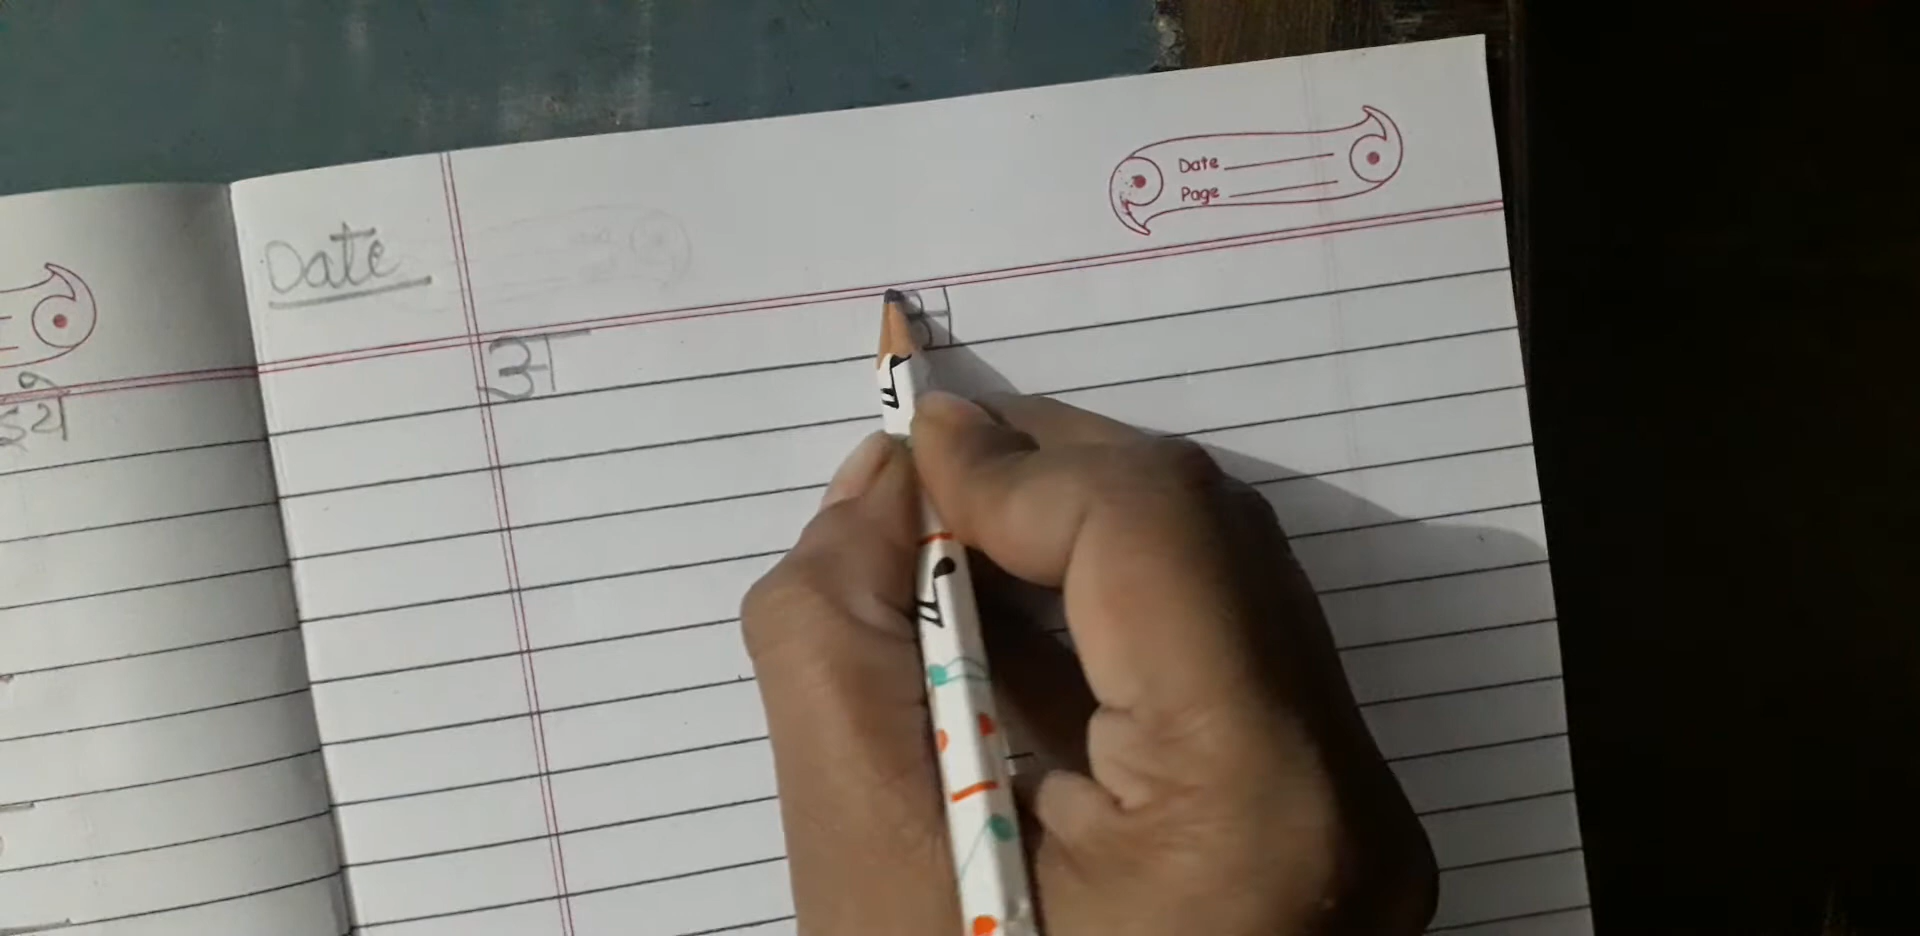 Date
Page
Date
अ अ